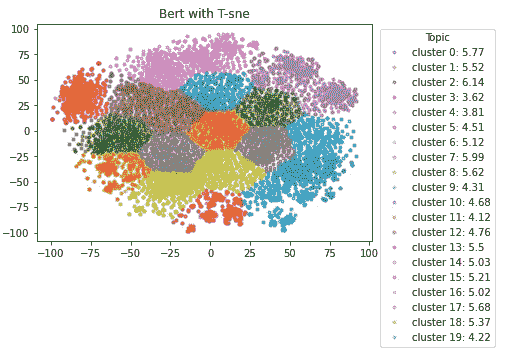 Bert with T-sne
100
75
50
25
0
−25
−50
−75
−100
−100
−75
−50
−25
0
25
50
75
100
Topic
cluster 0: 5.77
cluster 1: 5.52
cluster 2: 6.14
cluster 3: 3.62
cluster 4: 3.81
cluster 5: 4.51
cluster 6: 5.12
cluster 7: 5.99
cluster 8: 5.62
cluster 9: 4.31
cluster 10: 4.68
cluster 11: 4.12
cluster 12: 4.76
cluster 13: 5.5
cluster 14: 5.03
cluster 15: 5.21
cluster 16: 5.02
cluster 17: 5.68
cluster 18: 5.37
cluster 19: 4.22